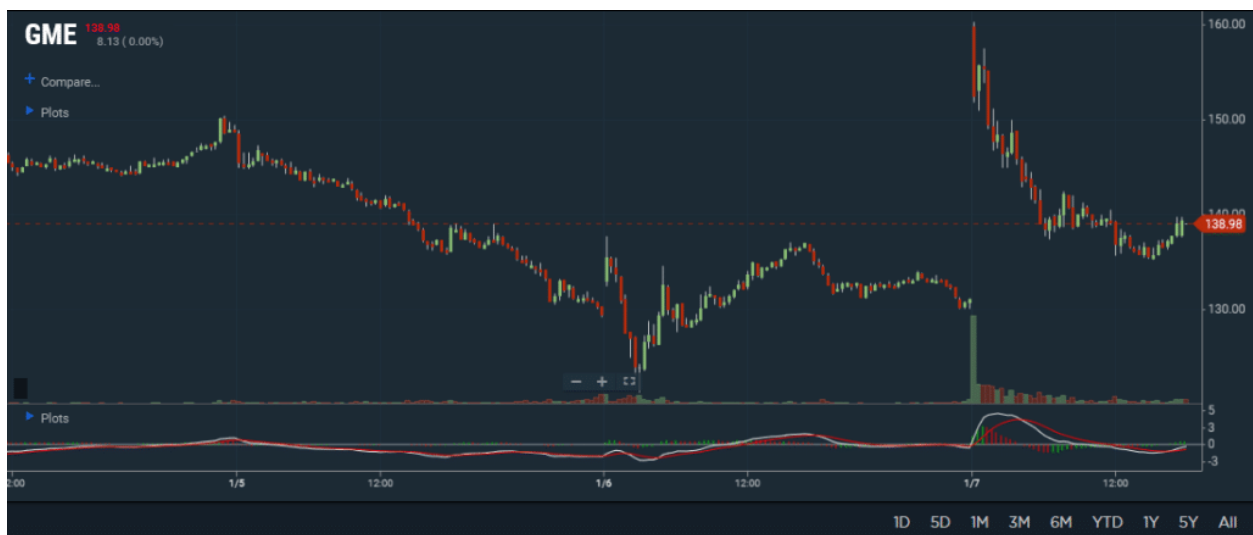 GME 138.98
8.13 ( 0.00%)
Compare...
Plots
160.00
150.00
140.00
138.98
130.00
Plots
5
3
0
-3
2:00 1/5 12:00 1/6 12:00 1/7 12:00
1D 5D 1M 3M 6M YTD 1Y 5Y All